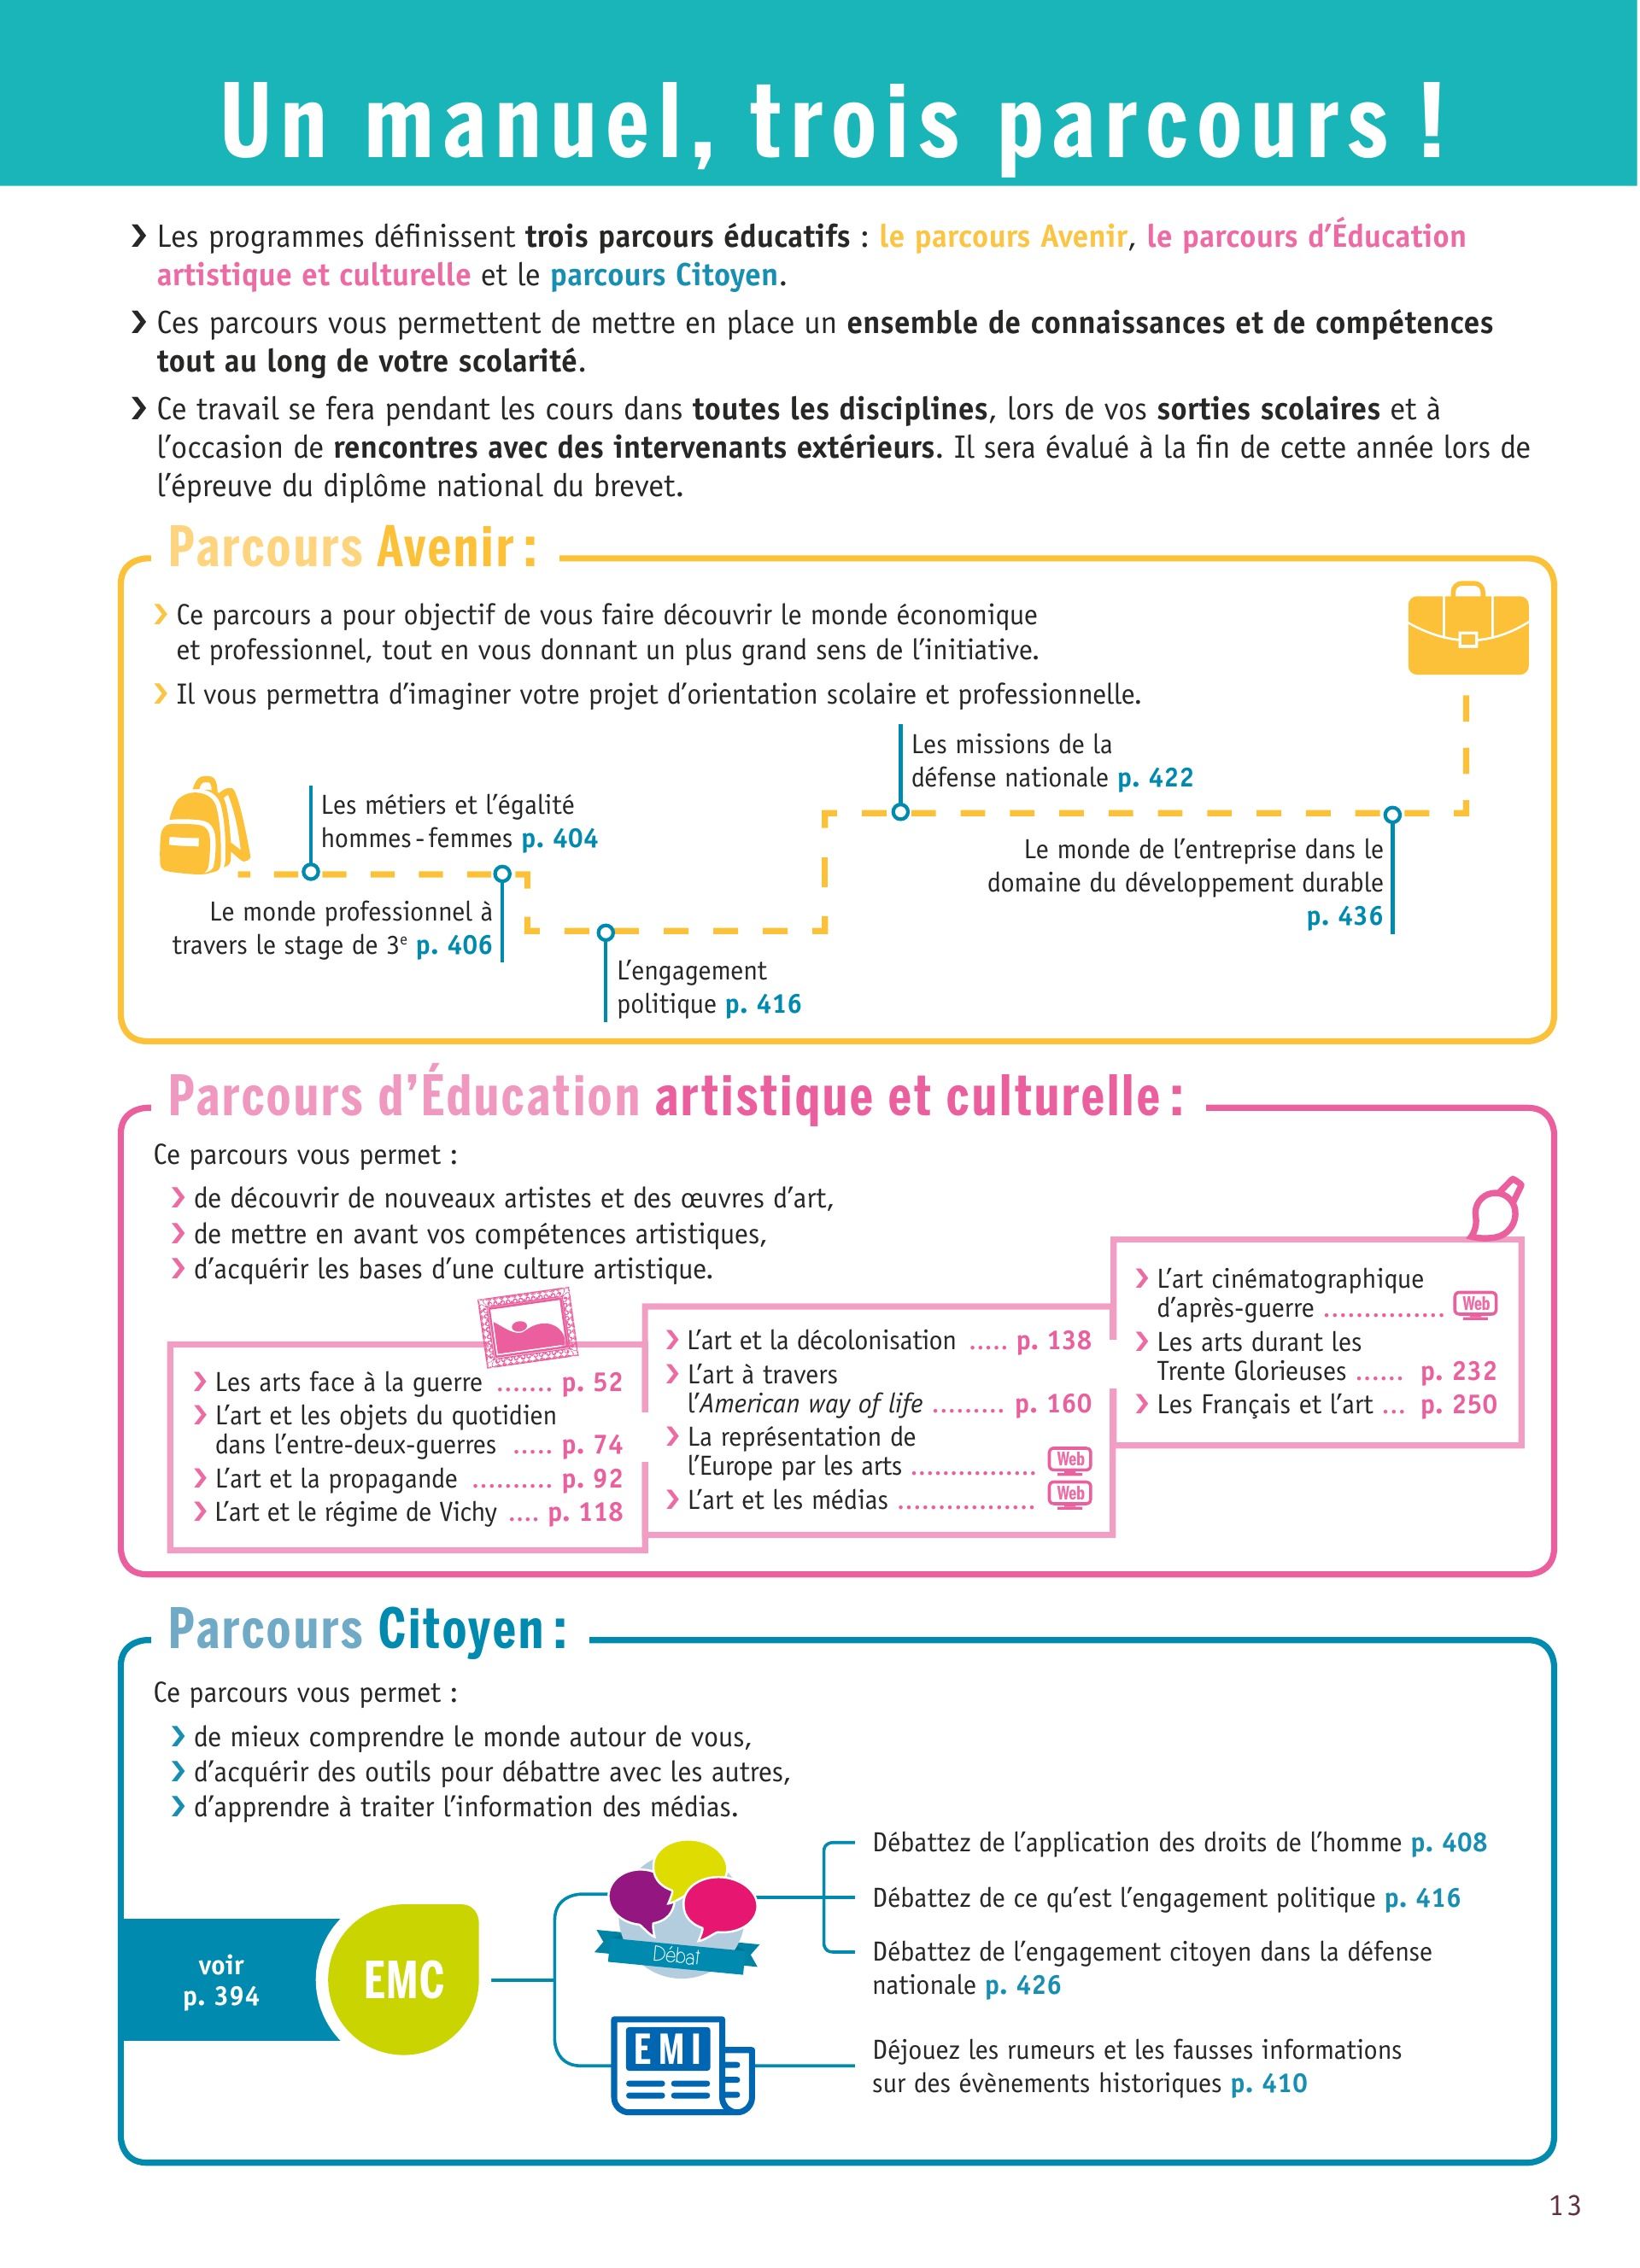 Un manuel, trois parcours !
❯ Les programmes définissent trois parcours éducatifs : le parcours Avenir, le parcours d’Éducation
artistique et culturelle et le parcours Citoyen.
❯ Ces parcours vous permettent de mettre en place un ensemble de connaissances et de compétences
tout au long de votre scolarité.
❯ Ce travail se fera pendant les cours dans toutes les disciplines, lors de vos sorties scolaires et à
l’occasion de rencontres avec des intervenants extérieurs. Il sera évalué à la fin de cette année lors de
l’épreuve du diplôme national du brevet.
Parcours Avenir :
❯ Ce parcours a pour objectif de vous faire découvrir le monde économique
et professionnel, tout en vous donnant un plus grand sens de l’initiative.
❯ Il vous permettra d’imaginer votre projet d’orientation scolaire et professionnelle.
Les métiers et l’égalité
hommes - femmes p. 404
Le monde professionnel à
travers le stage de 3e p. 406
L’engagement
politique p. 416
Les missions de la
défense nationale p. 422
Le monde de l’entreprise dans le
domaine du développement durable
p. 436
Parcours d’Éducation artistique et culturelle :
Ce parcours vous permet :
❯ de découvrir de nouveaux artistes et des œuvres d’art,
❯ de mettre en avant vos compétences artistiques,
❯ d’acquérir les bases d’une culture artistique.
❯ Les arts face à la guerre ....... p. 52
❯ L’art et les objets du quotidien
dans l’entre-deux-guerres ..... p. 74
❯ L’art et la propagande .......... p. 92
❯ L’art et le régime de Vichy .... p. 118
❯ L’art et la décolonisation ..... p. 138
❯ L’art à travers
l’American way of life ......... p. 160
❯ La représentation de
l’Europe par les arts ................ Web
❯ L’art et les médias ................. Web
❯ L’art cinématographique
d’après-guerre ............... Web
❯ Les arts durant les
Trente Glorieuses ...... p. 232
❯ Les Français et l’art ... p. 250
Parcours Citoyen :
Ce parcours vous permet :
❯ de mieux comprendre le monde autour de vous,
❯ d’acquérir des outils pour débattre avec les autres,
❯ d’apprendre à traiter l’information des médias.
voir
p. 394
EMC
Débat
Débattez de l’application des droits de l’homme p. 408
Débattez de ce qu’est l’engagement politique p. 416
Débattez de l’engagement citoyen dans la défense
nationale p. 426
EMI
Déjouez les rumeurs et les fausses informations
sur des évènements historiques p. 410
13